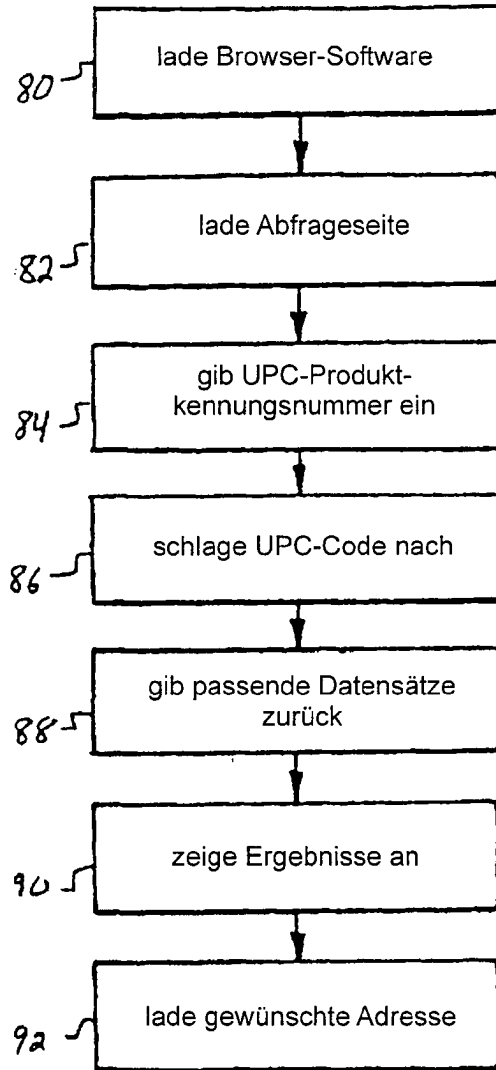 80
lade Browser-Software
82
lade Abfrageseite
84
gib UPC-Produkt-
kennungsnummer ein
86
schlage UPC-Code nach
88
gib passende Datensätze
zurück
90
zeige Ergebnisse an
92
lade gewünschte Adresse